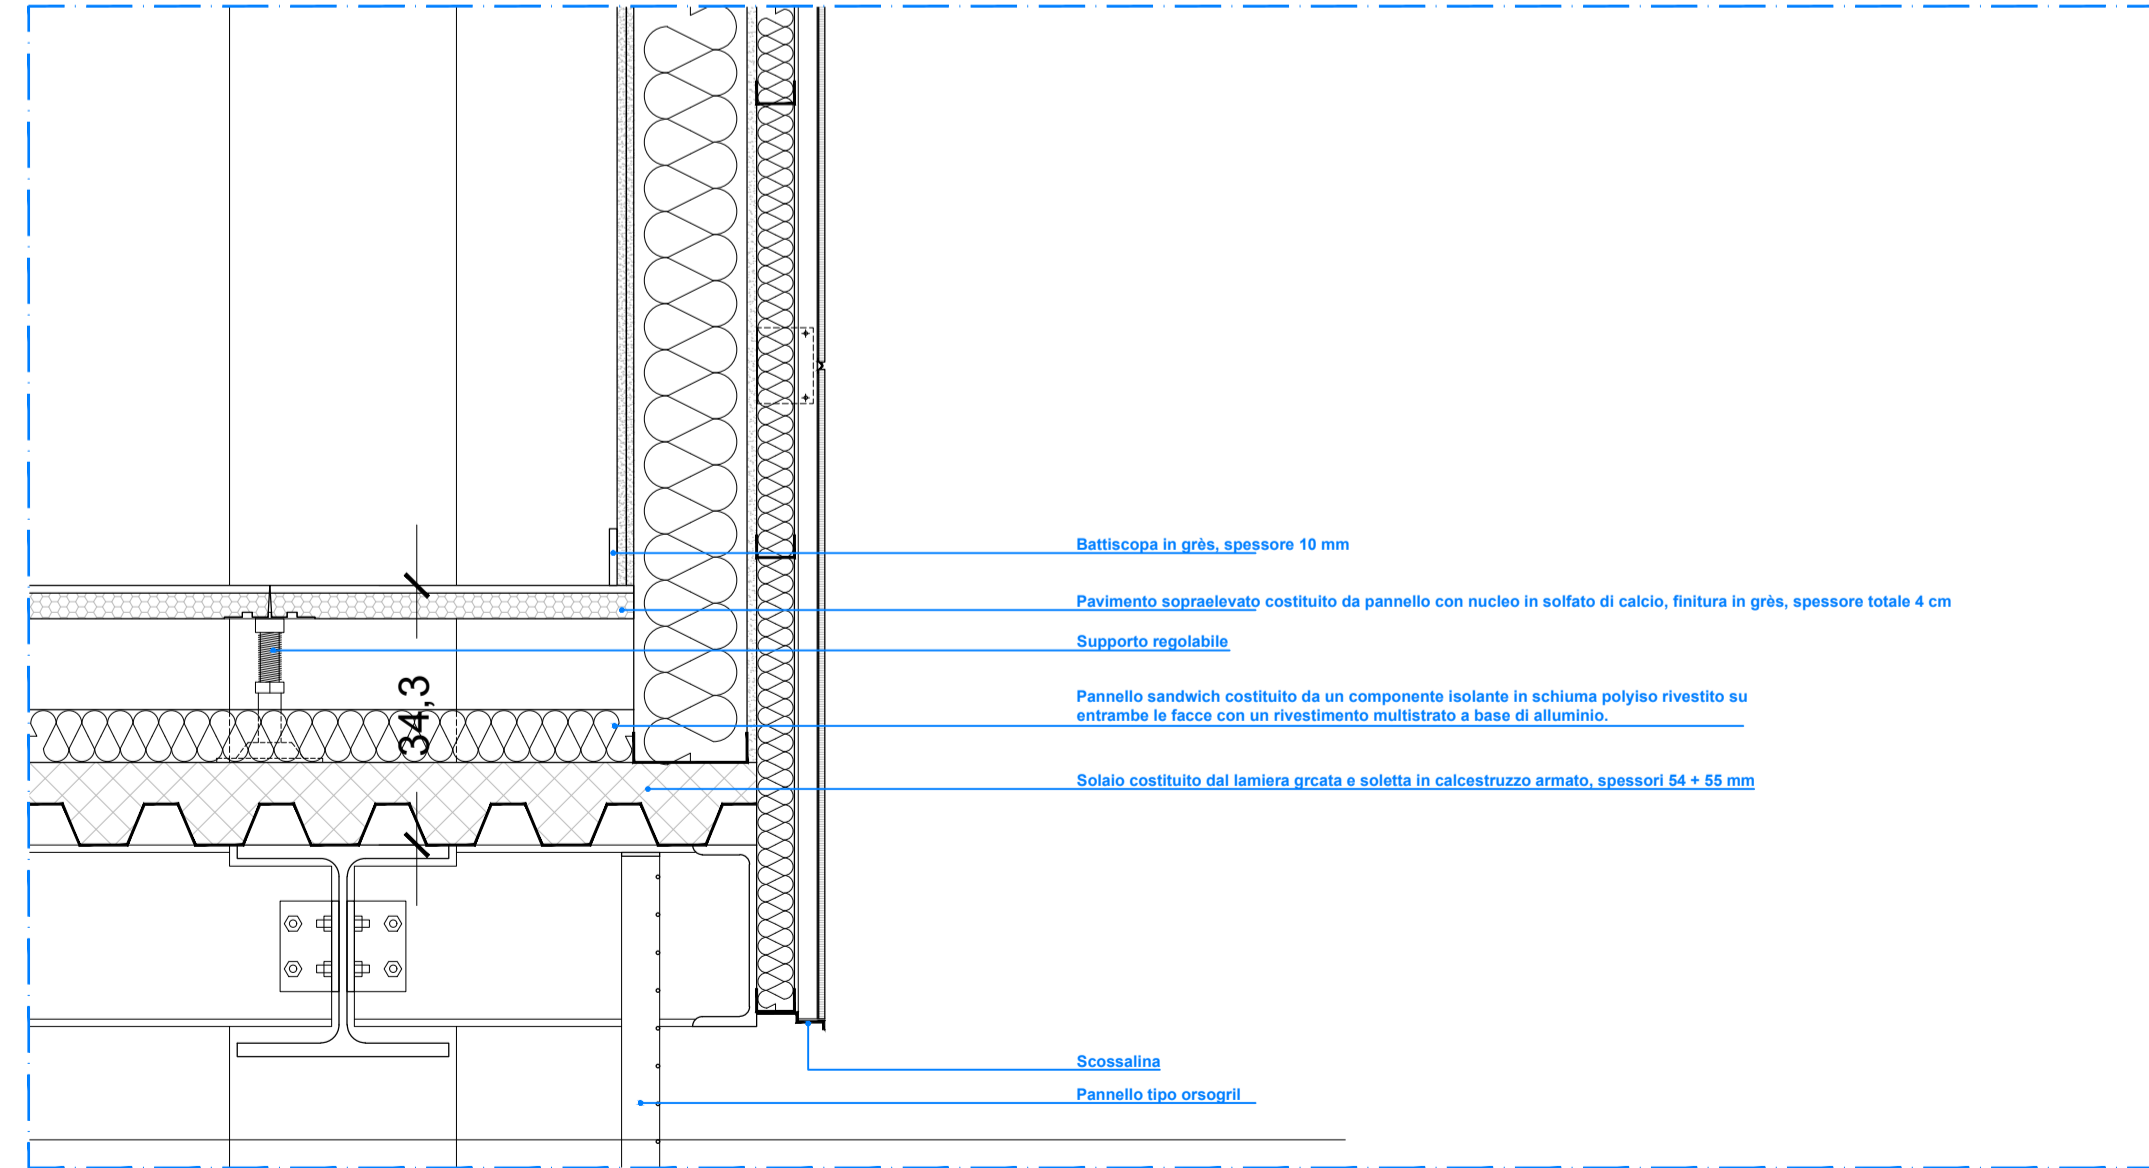 Battiscopa in grès, spessore 10 mm
Pavimento sopraelevato costituito da pannello con nucleo in solfato di calcio, finitura in grès, spessore totale 4 cm
Supporto regolabile
34,3
Pannello sandwich costituito da un componente isolante in schiuma polyiso rivestito su
entrambe le facce con un rivestimento multistrato a base di alluminio.
Solaio costituito dal lamiera grcata e soletta in calcestruzzo armato, spessori 54 + 55 mm
Scossalina
Pannello tipo orsogril